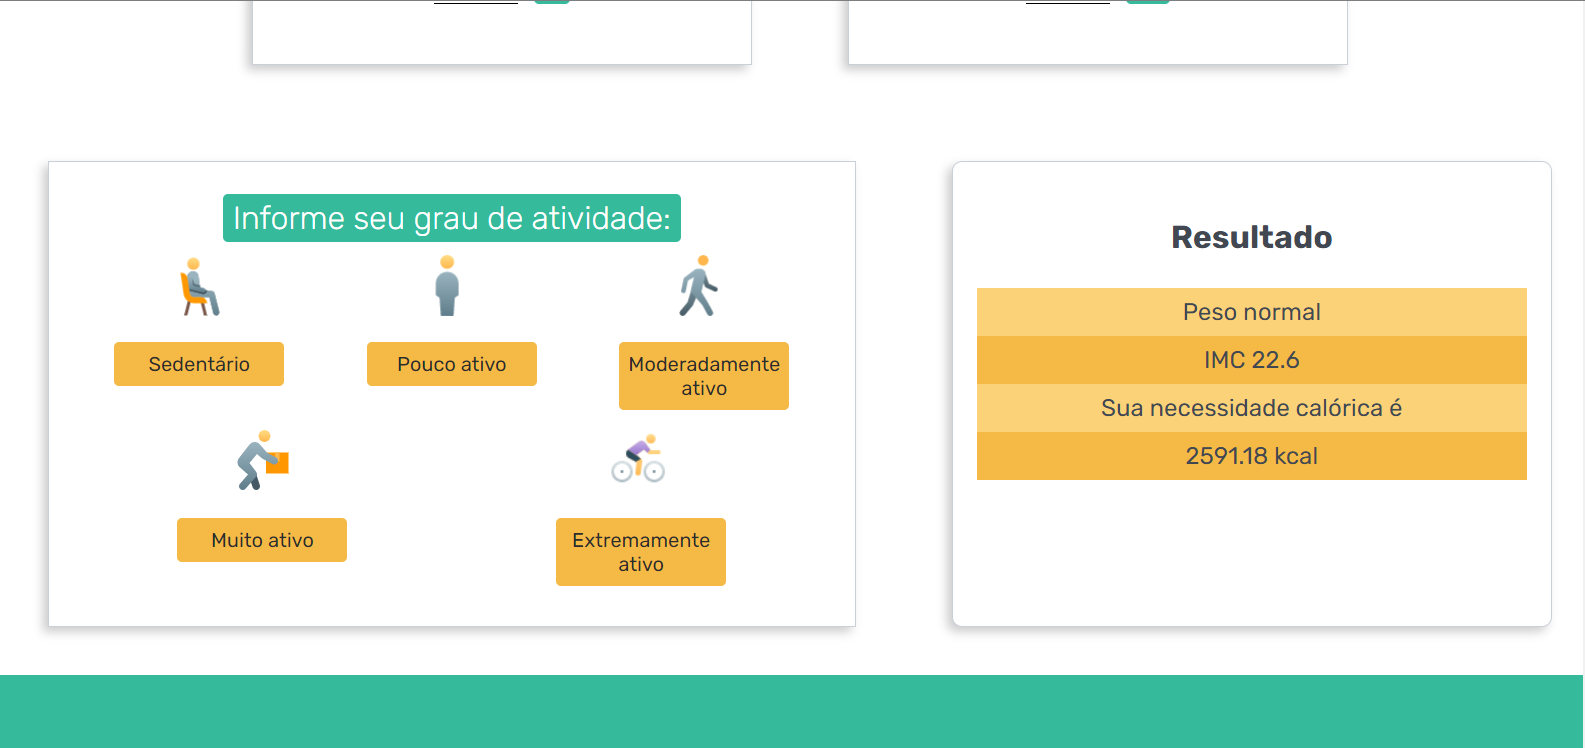 Informe seu grau de atividade:
Sedentário
Pouco ativo
Moderadamente
ativo
Muito ativo
Extremamente
ativo
Resultado
Peso normal
IMC 22.6
Sua necessidade calórica é
2591.18 kcal